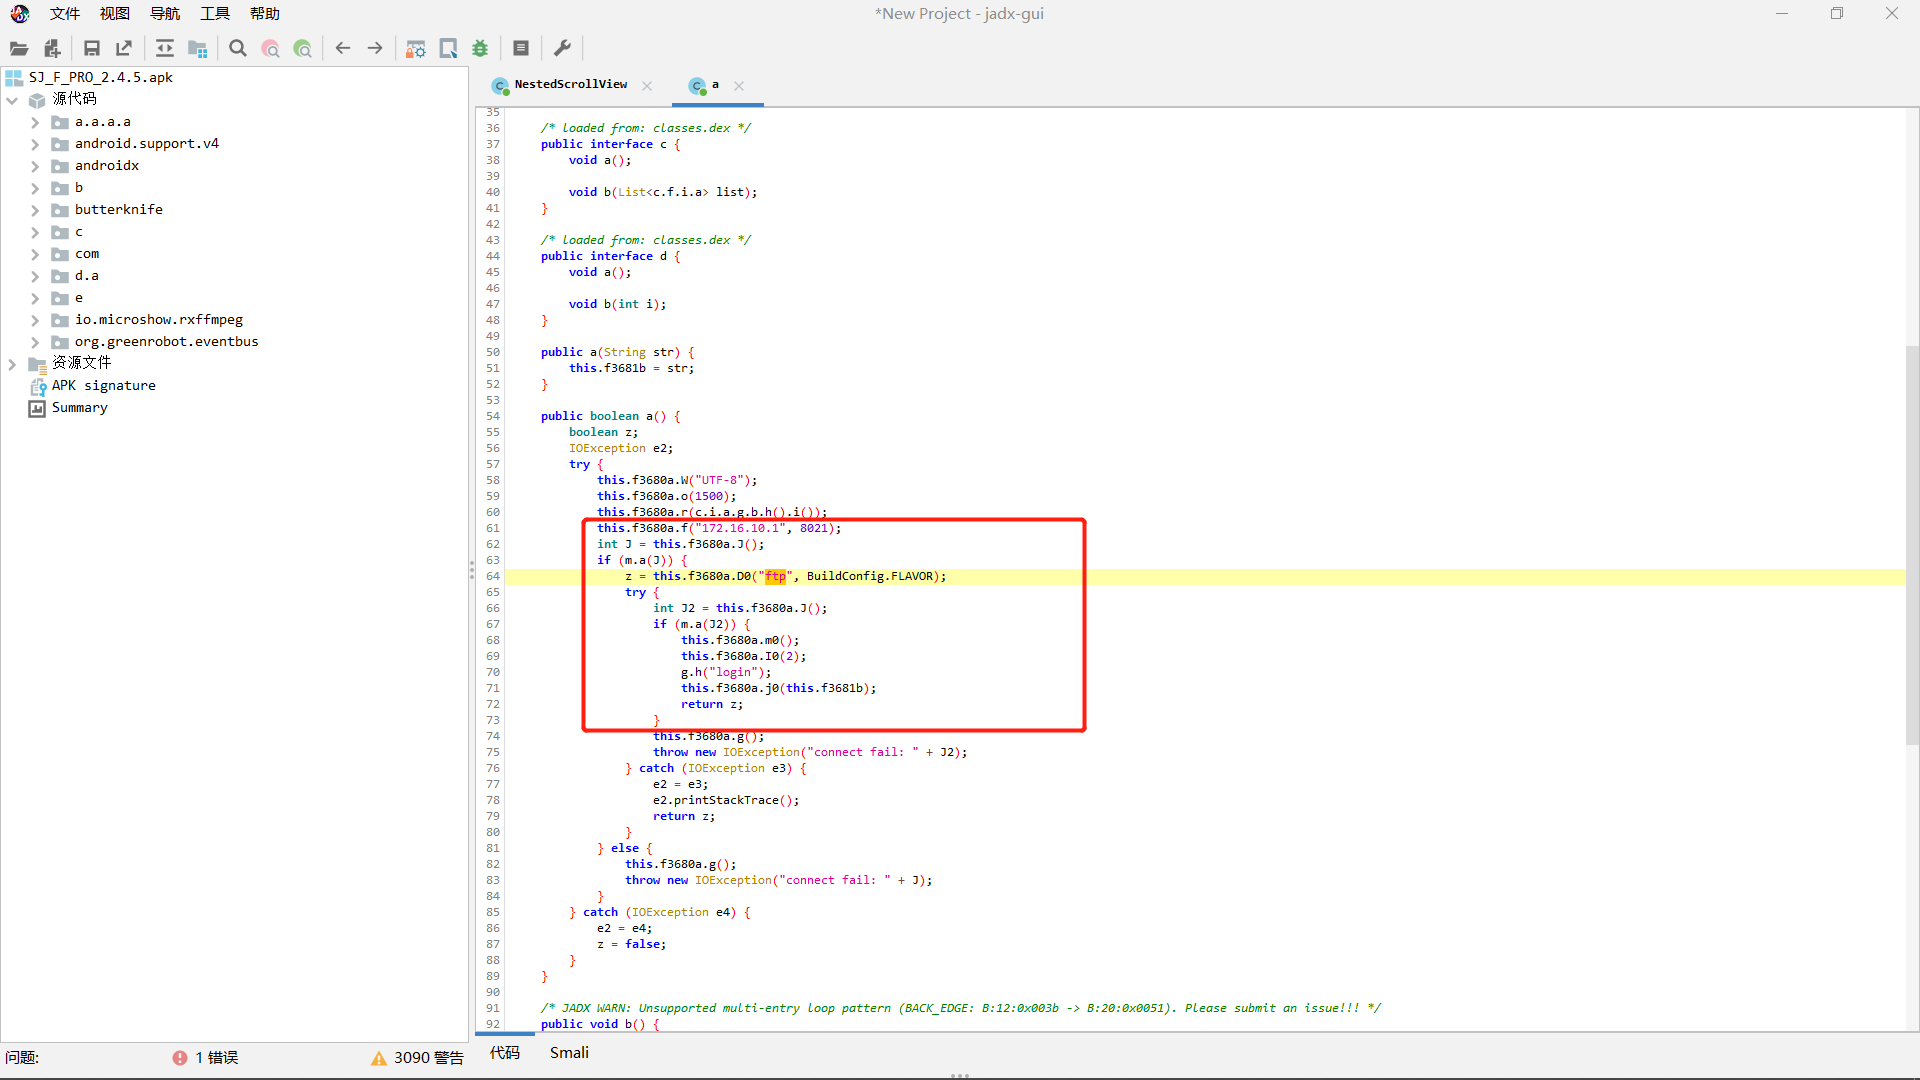 文件 视图 导航 工具 帮助
*New Project - jadx-gui
SJ_F_PRO_2.4.5.apk
源代码
a.a.a.a
android.support.v4
androidx
b
butterknife
c
com
d.a
e
io.microshow.rxffmpeg
org.greenrobot.eventbus
资源文件
APK signature
Summary
NestedScrollView
a
35
36 /* loaded from: classes.dex */
37 public interface c {
38 void a();
39
40 void b(List<c.f.i.a> list);
41 }
42
43 /* loaded from: classes.dex */
44 public interface d {
45 void a();
46
47 void b(int i);
48 }
49
50 public a(String str) {
51 this.f3681b = str;
52 }
53
54 public boolean a() {
55 boolean z;
56 IOException e2;
57 try {
58 this.f3680a.W("UTF-8");
59 this.f3680a.o(1500);
60 this.f3680a.r(c.i.a.g.b.h().i());
61 this.f3680a.f("172.16.10.1", 8021);
62 int J = this.f3680a.J();
63 if (m.a(J)) {
64 z = this.f3680a.D0("ftp", BuildConfig.FLAVOR);
65 try {
66 int J2 = this.f3680a.J();
67 if (m.a(J2)) {
68 this.f3680a.m0();
69 this.f3680a.I0(2);
70 g.h("login");
71 this.f3680a.j0(this.f3681b);
72 return z;
73 }
74 this.f3680a.g();
75 throw new IOException("connect fail: " + J2);
76 } catch (IOException e3) {
77 e2 = e3;
78 e2.printStackTrace();
79 return z;
80 }
81 } else {
82 this.f3680a.g();
83 throw new IOException("connect fail: " + J);
84 }
85 } catch (IOException e4) {
86 e2 = e4;
87 z = false;
88 }
89 }
90
91 /* JADX WARN: Unsupported multi-entry loop pattern (BACK_EDGE: B:12:0x003b -> B:20:0x0051). Please submit an issue!!! */
92 public void b() {
问题: 1 错误 3090 警告
代码 Smali